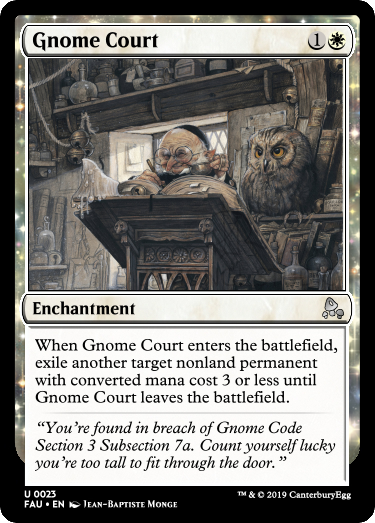 Gnome Court 1
Enchantment
When Gnome Court enters the battlefield,
exile another target nonland permanent
with converted mana cost 3 or less until
Gnome Court leaves the battlefield.
“You’re found in breach of Gnome Code
Section 3 Subsection 7a. Count yourself lucky
you’re too tall to fit through the door.”
U 0023
FAU • EN Jean-Baptiste Monge ™ & © 2019 CanterburyEgg